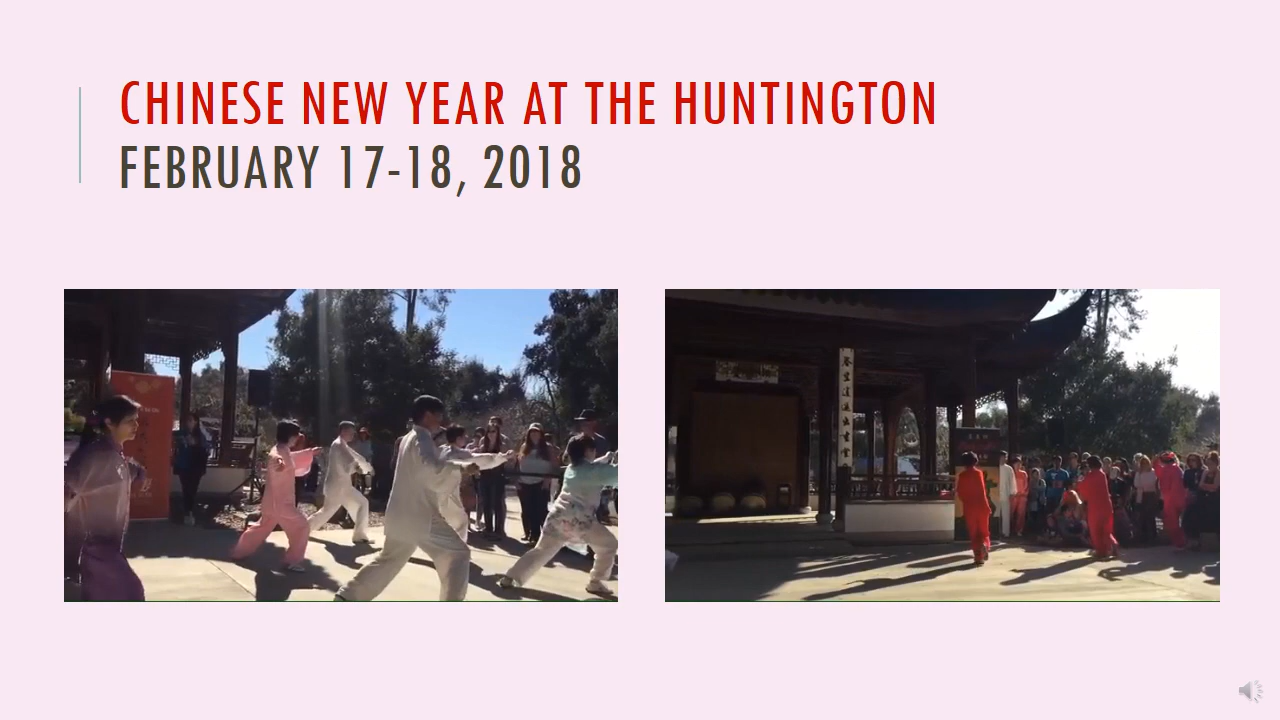 CHINESE NEW YEAR AT THE HUNTINGTON
FEBRUARY 17-18, 2018